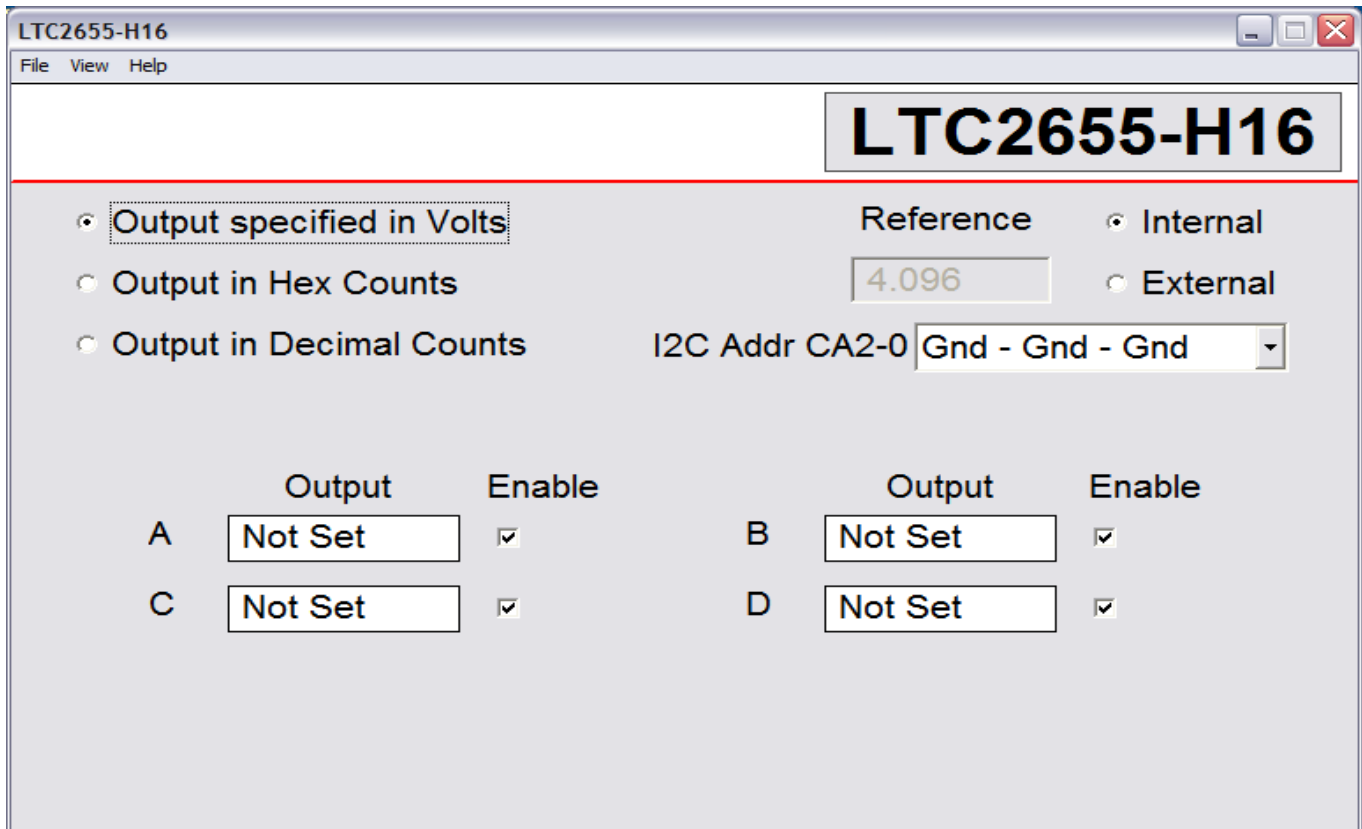 LTC2655-H16
File View Help
LTC2655-H16
Output specified in Volts
Reference
Internal
Output in Hex Counts
4.096
External
Output in Decimal Counts
I2C Addr CA2-0
Gnd - Gnd - Gnd
Output Enable Output Enable
A Not Set B Not Set
C Not Set D Not Set